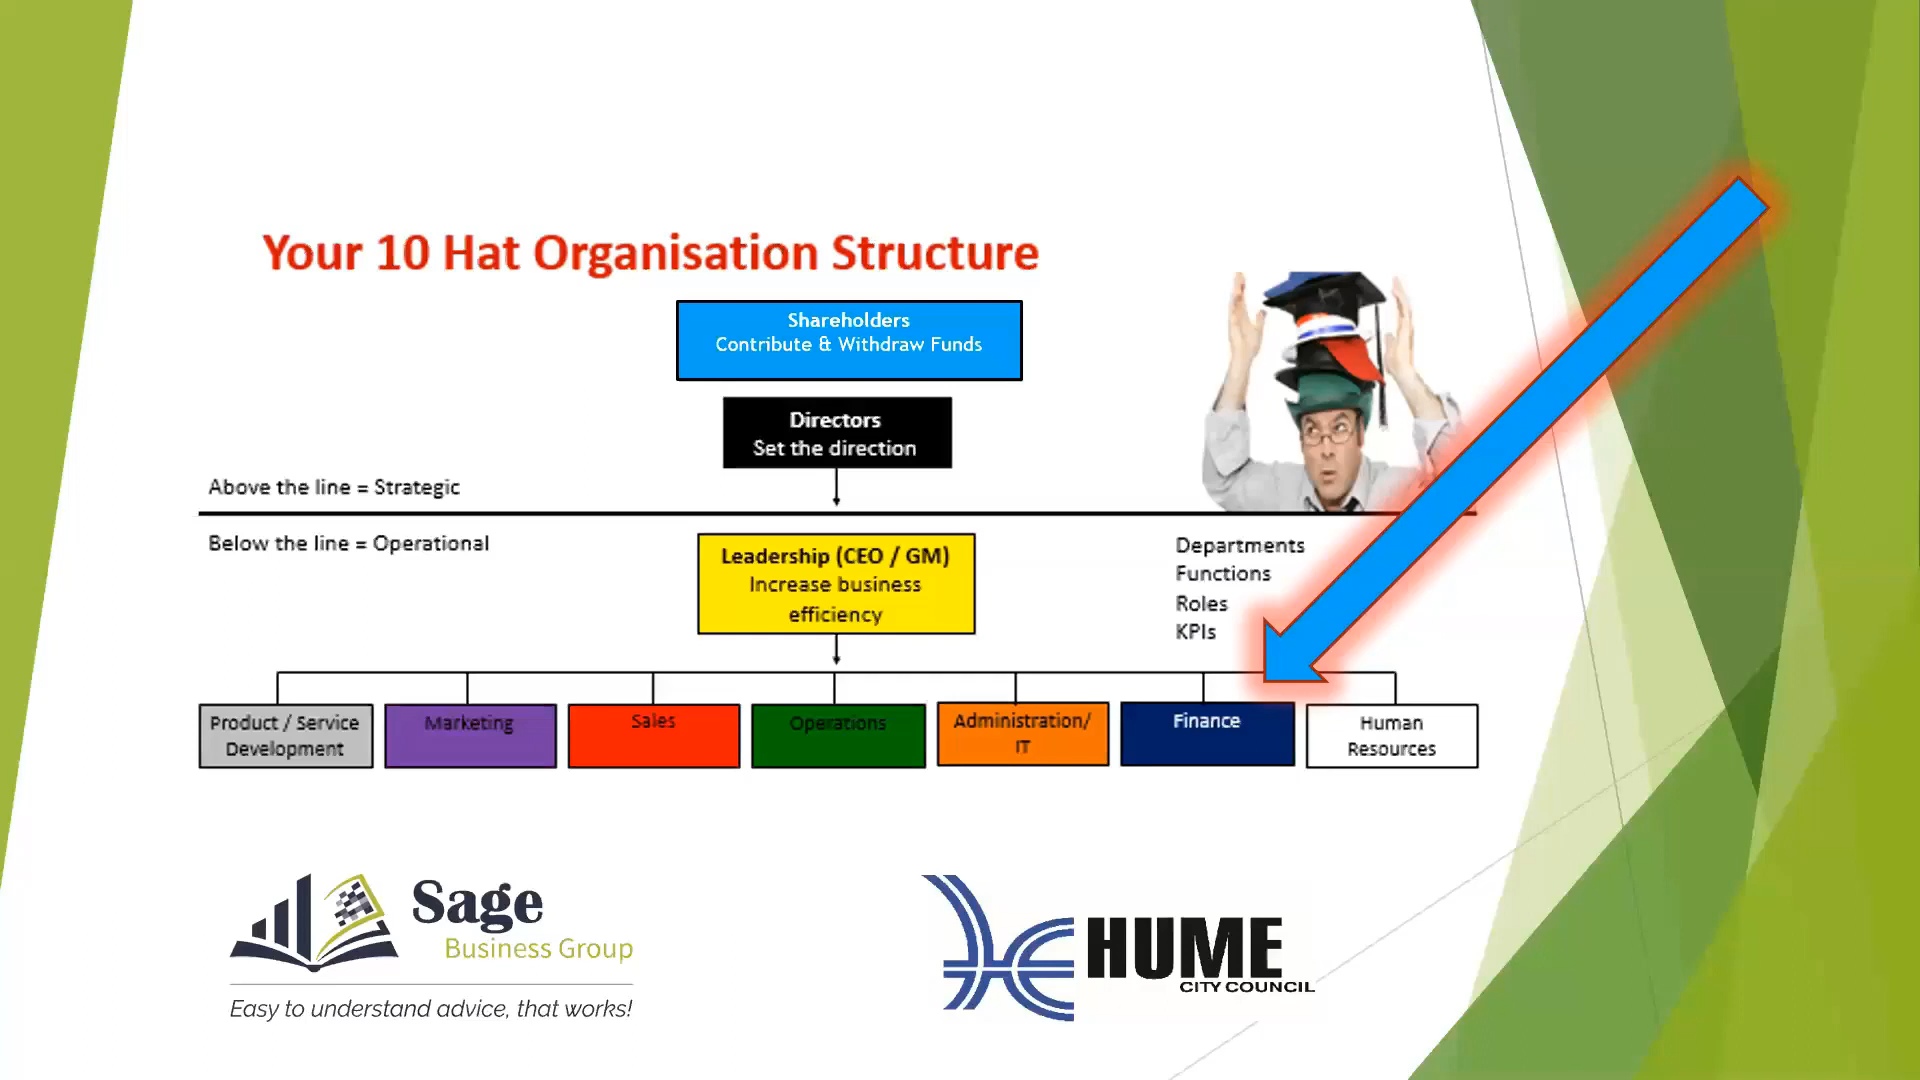 Your 10 Hat Organisation Structure
Shareholders
Contribute & Withdraw Funds
Directors
Set the direction
Above the line = Strategic
Below the line = Operational
Leadership (CEO / GM)
Increase business
efficiency
Departments
Functions
Roles
KPIs
Product / Service
Development
Marketing
Sales
Operations
Administration/
IT
Finance
Human
Resources
Sage
Business Group
Easy to understand advice, that works!
HUME
CITY COUNCIL